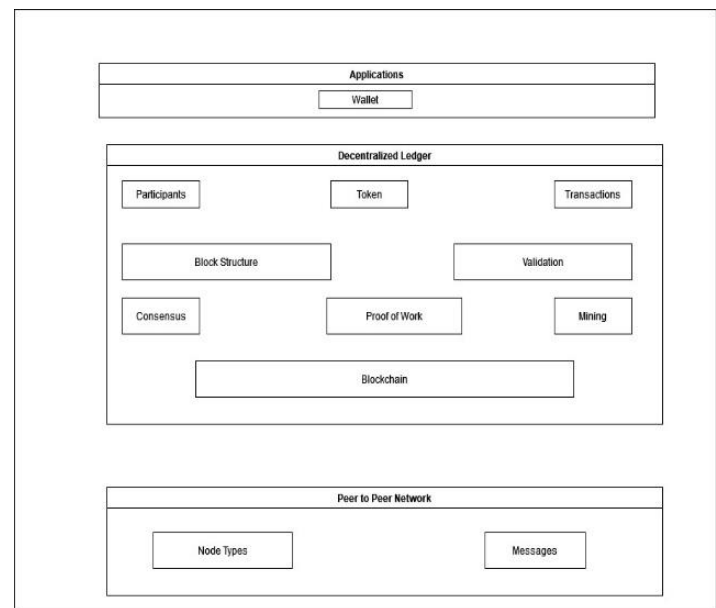 Applications
Wallet
Decentralized Ledger
Participants Token Transactions
Block Structure Validation
Consensus Proof of Work Mining
Blockchain
Peer to Peer Network
Node Types Messages